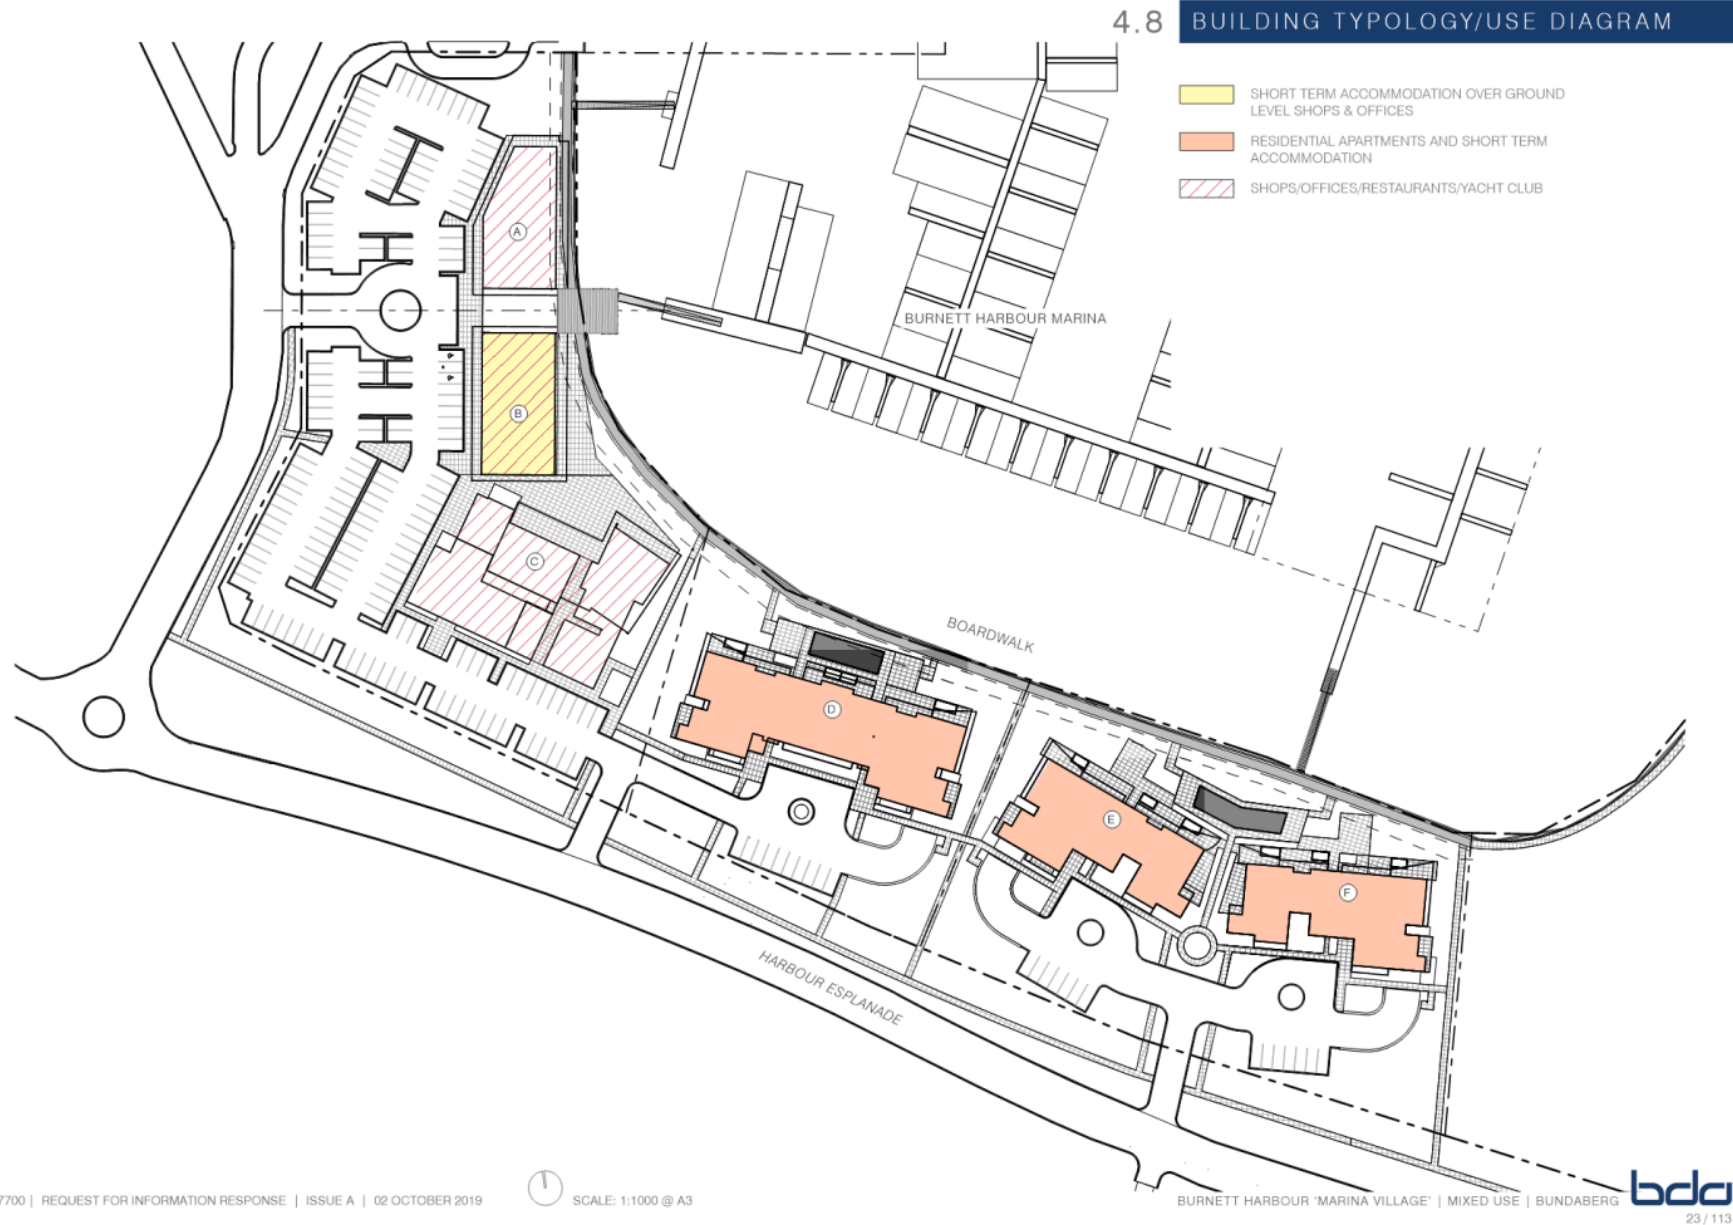 4.8 BUILDING TYPOLOGY/USE DIAGRAM
SHORT TERM ACCOMMODATION OVER GROUND
LEVEL SHOPS & OFFICES
RESIDENTIAL APARTMENTS AND SHORT TERM
ACCOMMODATION
SHOPS/OFFICES/RESTAURANTS/YACHT CLUB
A
BURNETT HARBOUR MARINA
B
C
BOARDWALK
D
E
F
HARBOUR ESPLANADE
7700 | REQUEST FOR INFORMATION RESPONSE | ISSUE A | 02 OCTOBER 2019
SCALE: 1:1000 @ A3
BURNETT HARBOUR 'MARINA VILLAGE' | MIXED USE | BUNDABERG
bda
23 / 113